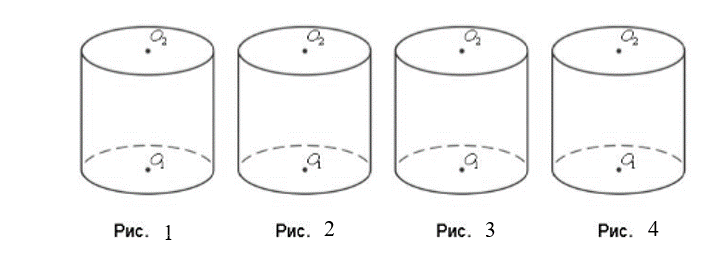 O₂ O₂ O₂ O₂
O₁ O₁ O₁ O₁
Рис. 1 Рис. 2 Рис. 3 Рис. 4